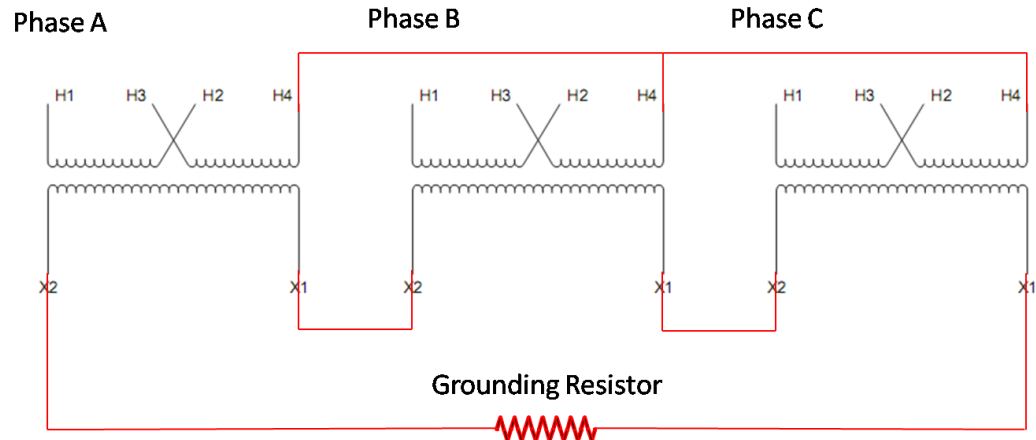 Phase A Phase B Phase C
H1 H3 H2 H4 H1 H3 H2 H4 H1 H3 H2 H4
X2 X1 X2 X1 X2 X1
Grounding Resistor